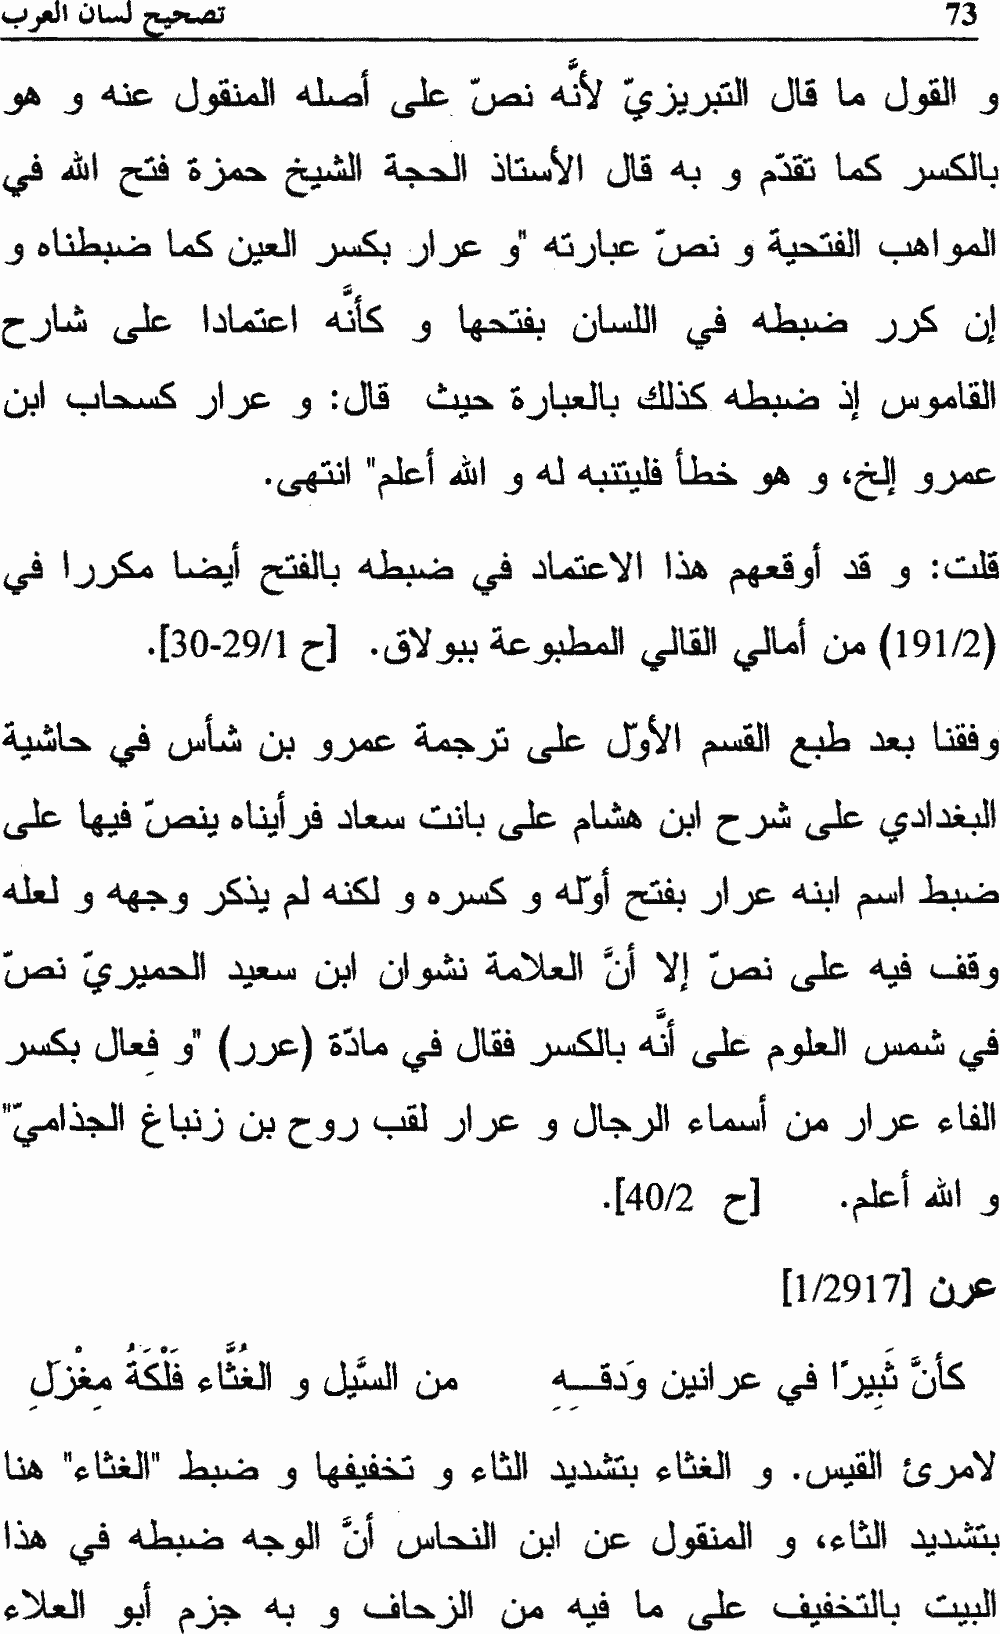 73 تصحيح لسان العرب
و القول ما قال التبريزيّ لأنَّه نصّ على أصله المنقول عنه و هو
بالكسر كما تقدّم و به قال الأستاذ الحجة الشيخ حمزة فتح الله في
المواهب الفتحية و نصّ عبارته "و عرار بكسر العين كما ضبطناه و
إن كرر ضبطه في اللسان بفتحها و كأنَّه اعتمادا على شارح
القاموس إذ ضبطه كذلك بالعبارة حيث قال: و عرار كسحاب ابن
عمرو إلخ، و هو خطأ فليتنبه له و الله أعلم" انتهى.
قلت: و قد أوقعهم هذا الاعتماد في ضبطه بالفتح أيضا مكررا في
(191/2) من أمالي القالي المطبوعة ببولاق. [ح 29/1-30].
وفقنا بعد طبع القسم الأوّل على ترجمة عمرو بن شأس في حاشية
البغدادي على شرح ابن هشام على بانت سعاد فرأيناه ينصّ فيها على
ضبط اسم ابنه عرار بفتح أوّله و كسره و لكنه لم يذكر وجهه و لعله
وقف فيه على نصّ إلا أنَّ العلامة نشوان ابن سعيد الحميريّ نصّ
في شمس العلوم على أنَّه بالكسر فقال في مادّة (عرر) "و فِعال بكسر
الفاء عرار من أسماء الرجال و عرار لقب روح بن زنباغ الجذاميّ"
و الله أعلم. [ح 40/2].
عرن [1/2917]
كأنَّ ثَبِيرًا في عرانين وَدقِـــهِ من السَّيل و الغُثَّاء فَلْكَةُ مِغْزَلِ
لامرئ القيس. و الغثاء بتشديد الثاء و تخفيفها و ضبط "الغثاء" هنا
بتشديد الثاء، و المنقول عن ابن النحاس أنَّ الوجه ضبطه في هذا
البيت بالتخفيف على ما فيه من الزحاف و به جزم أبو العلاء